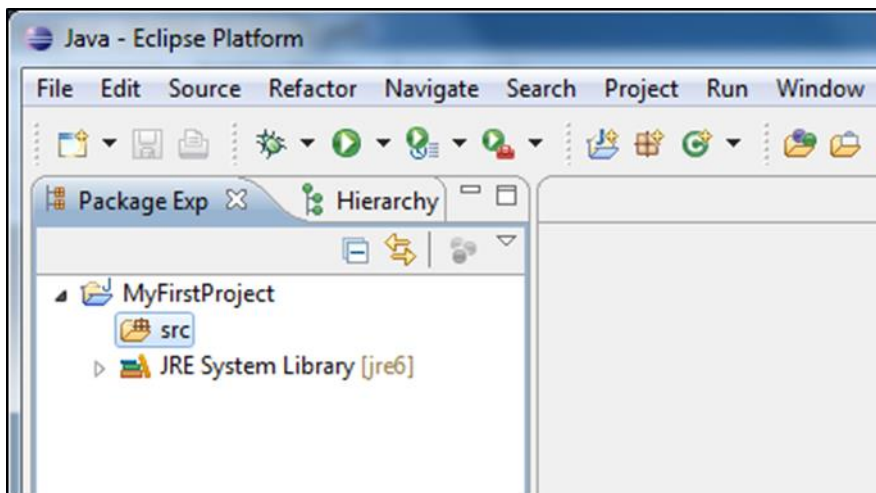 Java - Eclipse Platform
File Edit Source Refactor Navigate Search Project Run Window
Package Exp Hierarchy
MyFirstProject
src
JRE System Library [jre6]